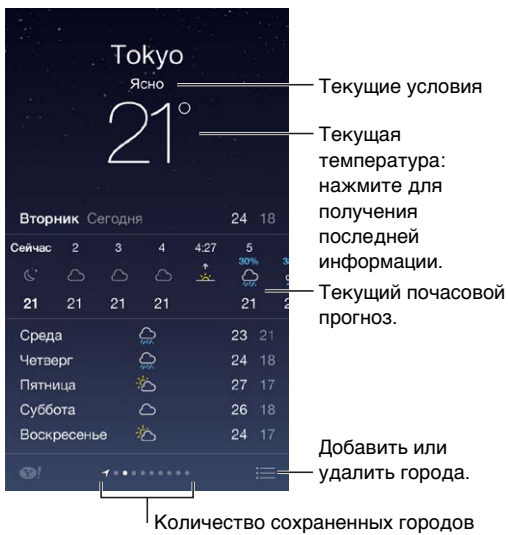 Tokyo
Ясно
21°
Вторник Сегодня 24 18
Сейчас 2 3 4 4:27 5
30%
21 21 21 21 21
Среда 23 21
Четверг 24 18
Пятница 27 17
Суббота 26 18
Воскресенье 24 17
Y!
Текущие условия
Текущая
температура:
нажмите для
получения
последней
информации.
Текущий почасовой
прогноз.
Добавить или
удалить города.
Количество сохраненных городов